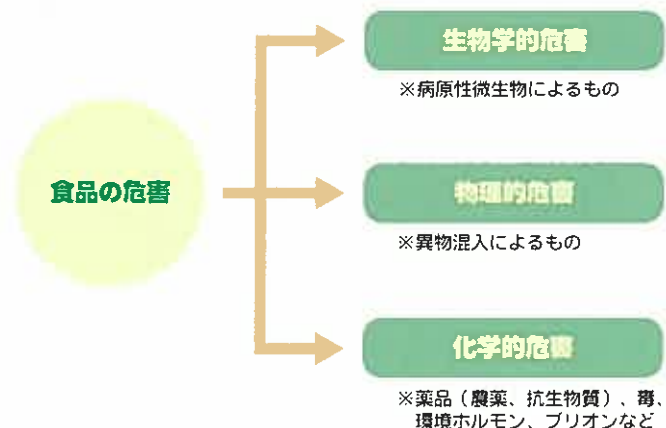 食品の危害
生物学的危害
※病原性微生物によるもの
物理的危害
※異物混入によるもの
化学的危害
※薬品（農薬、抗生物質）、毒、
環境ホルモン、プリオンなど